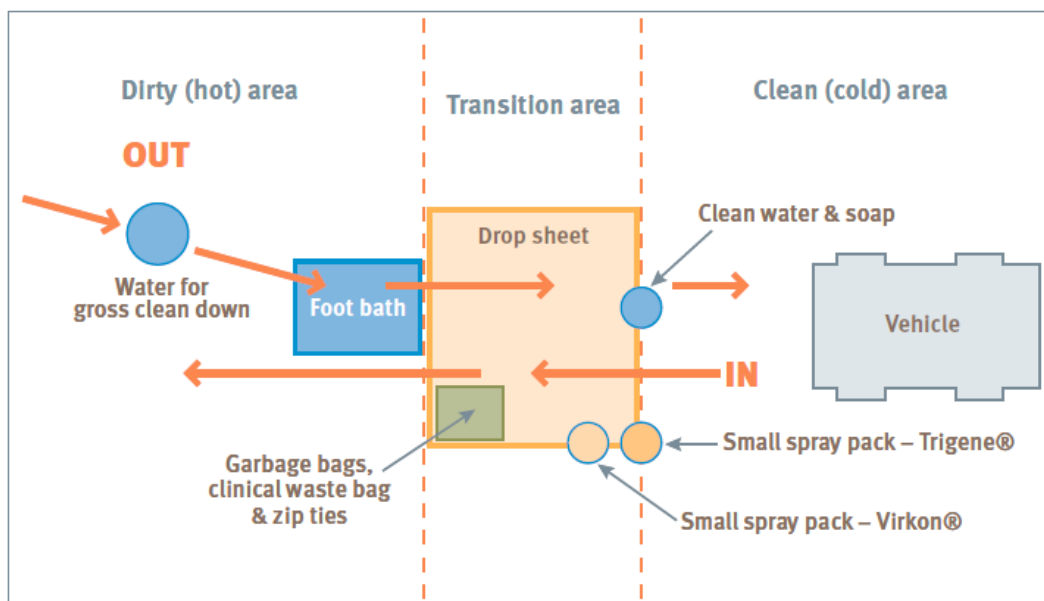 Dirty (hot) area
Transition area
Clean (cold) area
OUT
Water for
gross clean down
Foot bath
Drop sheet
Clean water & soap
Vehicle
IN
Garbage bags,
clinical waste bag
& zip ties
Small spray pack – Trigene®
Small spray pack – Virkon®